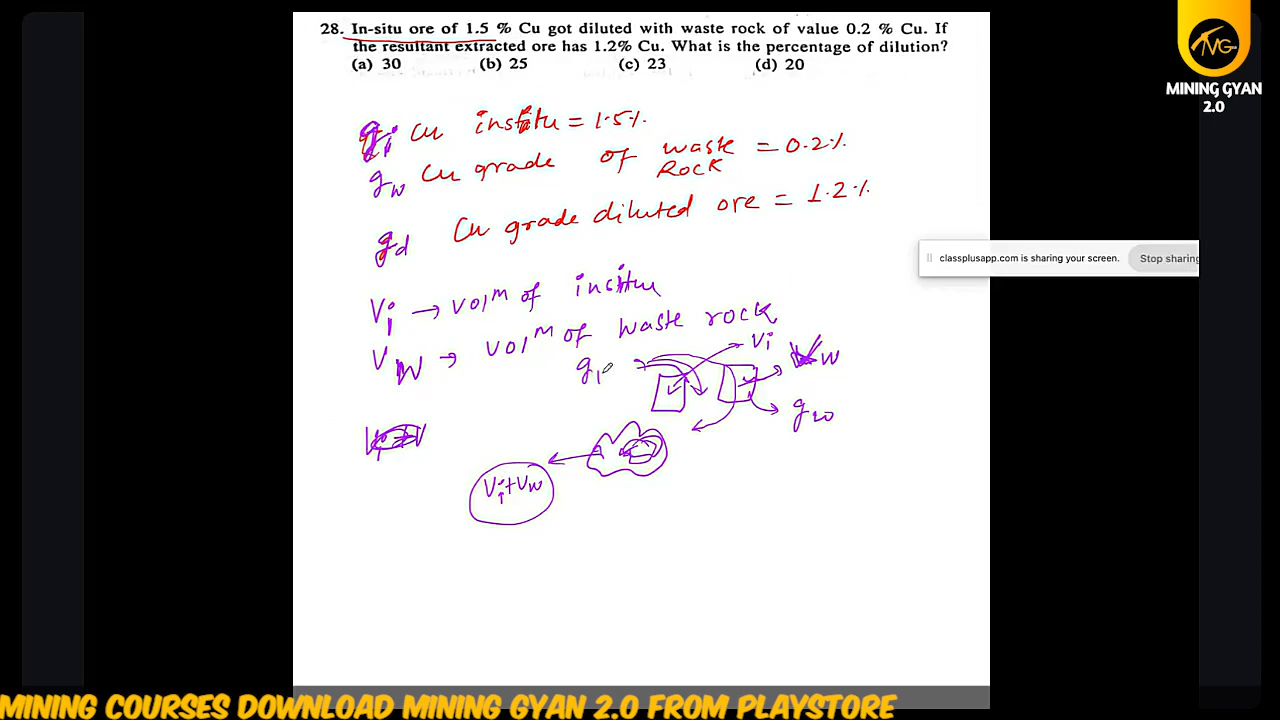 28. In-situ ore of 1.5 % Cu got diluted with waste rock of value 0.2 % Cu. If
the resultant extracted ore has 1.2% Cu. What is the percentage of dilution?
(a) 30 (b) 25 (c) 23 (d) 20
TVG
MINING GYAN
2.0
gi Cu insitu = 1.5%
gw Cu grade of waste Rock = 0.2%
gd Cu grade diluted ore = 1.2%
classplusapp.com is sharing your screen. Stop sharing
Vi → volm of insitu
VW → volm of waste rock
Vi
gi
W
gw
Vi+Vw
MINING COURSES DOWNLOAD MINING GYAN 2.0 FROM PLAYSTORE